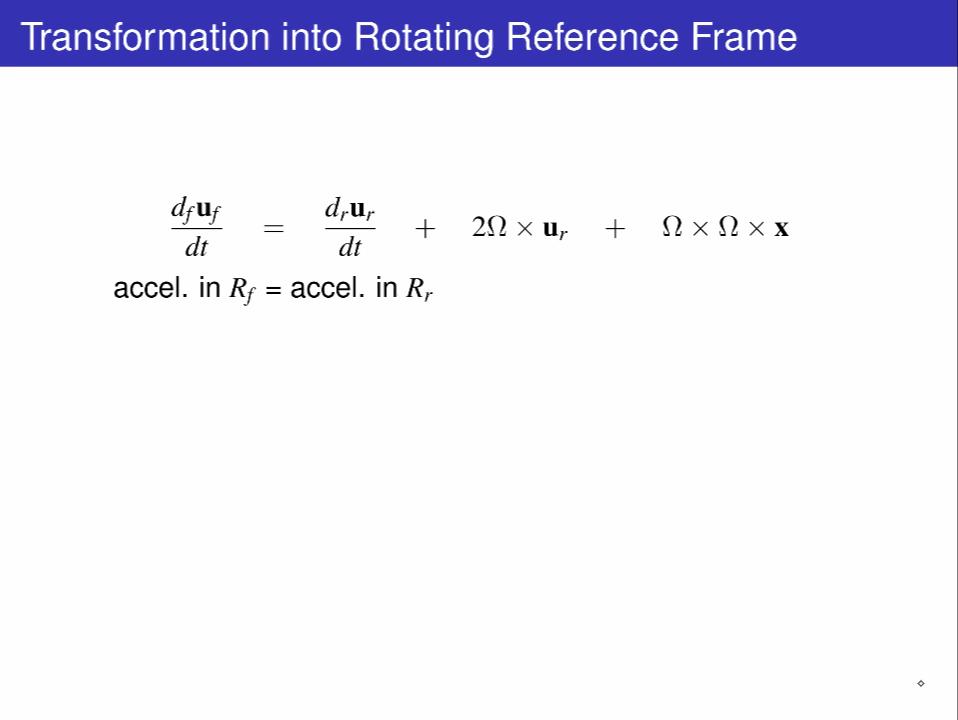 Transformation into Rotating Reference Frame
d_f u_f / dt = d_r u_r / dt + 2Ω × u_r + Ω × Ω × x
accel. in R_f = accel. in R_r